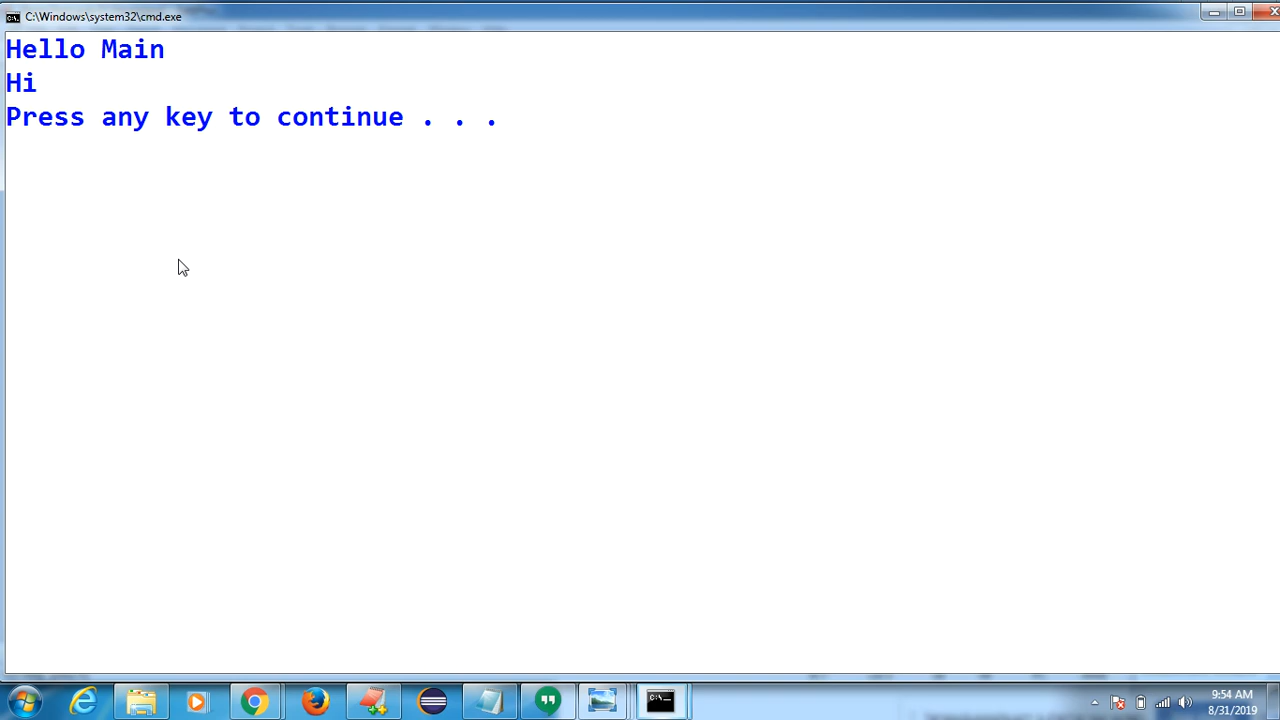 C:\Windows\system32\cmd.exe
Hello Main
Hi
Press any key to continue . . .
9:54 AM
8/31/2019